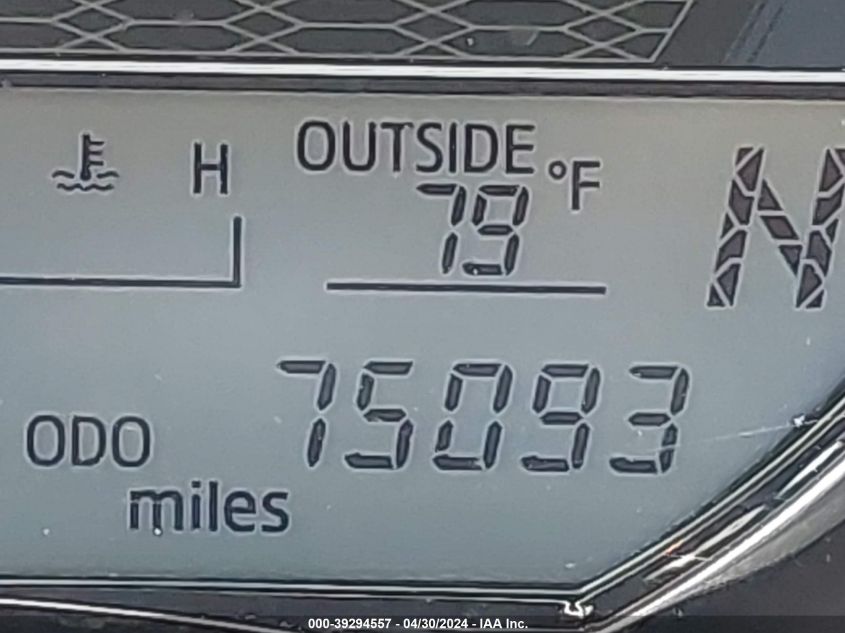 H OUTSIDE °F
79
N
75093
ODO
miles
000-39294557 - 04/30/2024 - IAA Inc.